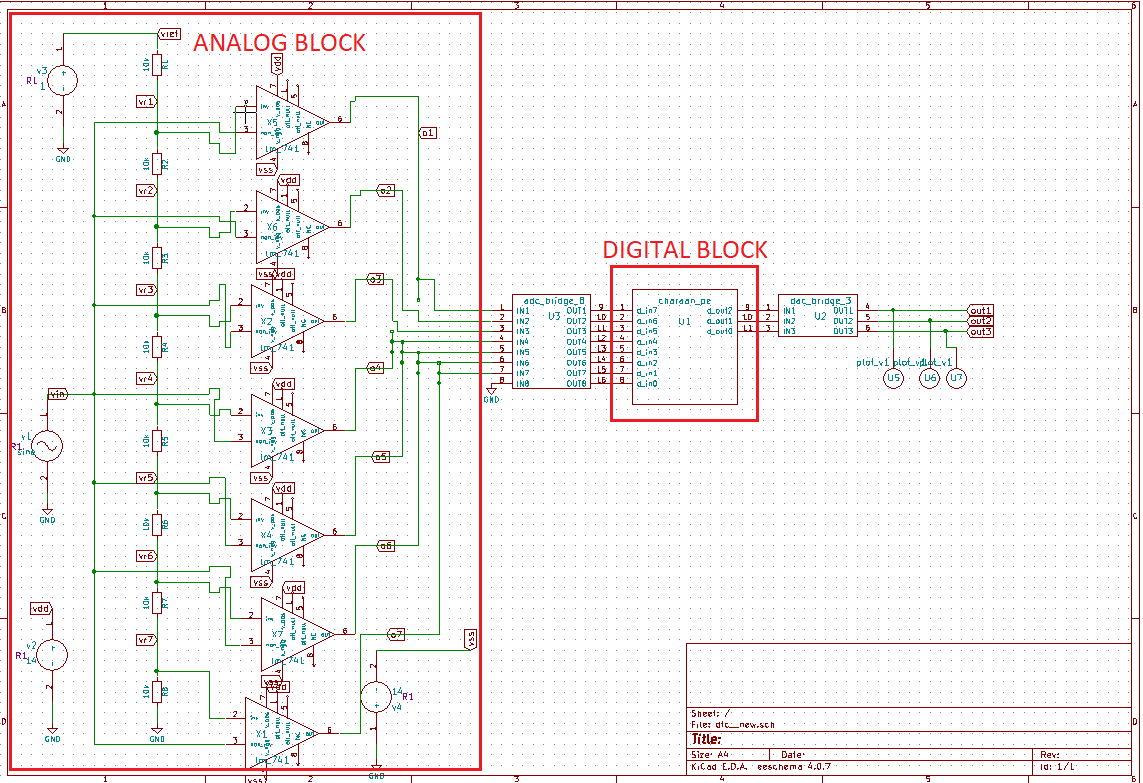 1 2 3 4 5 6
ANALOG BLOCK
vref
v3
R1
1
2
GND
10k R1
vr1
10k R2
vr2
10k R3
vr3
10k R4
vr4
10k R5
vr5
10k R6
vr6
10k R7
vr7
10k R8
GND
vin
v1
R1
sine
GND
vdd
v2
R1
14
GND
vdd
X5
lm_741
vss
o1
vdd
X6
lm_741
o2
vss
vdd
X2
lm_741
vss
o3
vdd
X3
lm_741
vss
o4
vdd
X4
lm_741
vss
o5
vdd
X7
lm_741
o6
vdd
X1
lm_741
vss
o7
vss
14
v4
R1
GND
DIGITAL BLOCK
adc_bridge_8
U3
IN1 OUT1
IN2 OUT2
IN3 OUT3
IN4 OUT4
IN5 OUT5
IN6 OUT6
IN7 OUT7
IN8 OUT8
GND
charaan_pe
U1
d_in7 d_out2
d_in6 d_out1
d_in5 d_out0
d_in4
d_in3
d_in2
d_in1
d_in0
dac_bridge_3
U2
IN1 OUT1
IN2 OUT2
IN3 OUT3
out1
out2
out3
plot_v1
U5 U6 U7
Sheet: /
Title:
Size: A4 Date: Rev:
KiCad E.D.A. eeschema 4.0.7 Id: 1/1